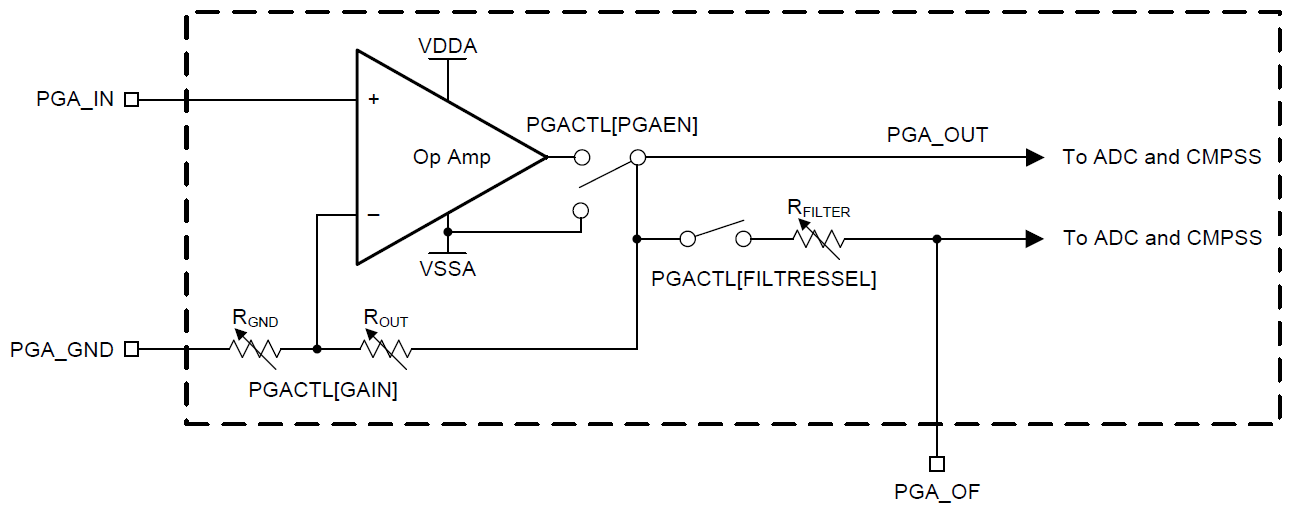 VDDA
PGA_IN
+
PGACTL[PGAEN]
Op Amp
PGA_OUT
To ADC and CMPSS
−
RFILTER
To ADC and CMPSS
VSSA
PGACTL[FILTRESSEL]
RGND
ROUT
PGA_GND
PGACTL[GAIN]
PGA_OF